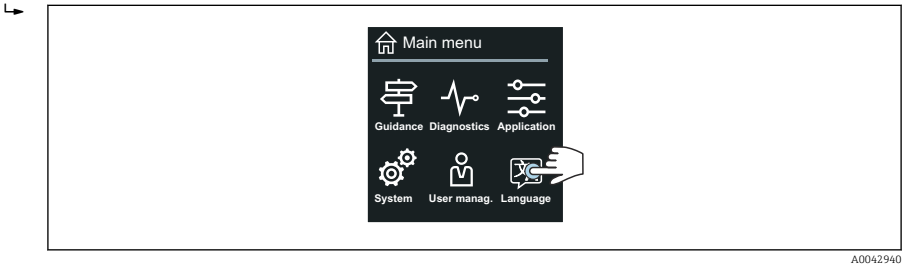 Main menu
Guidance Diagnostics Application
System User manag. Language
A0042940